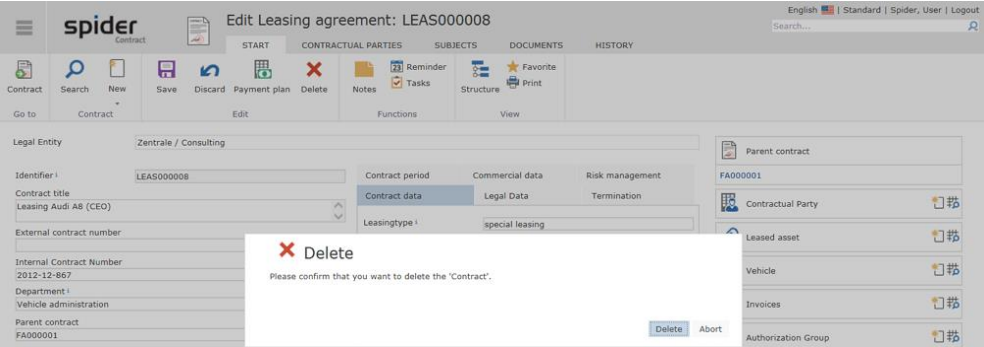 English | Standard | Spider, User | Logout
Search...
spider
Contract
Edit Leasing agreement: LEAS000008
START CONTRACTUAL PARTIES SUBJECTS DOCUMENTS HISTORY
Contract Search New Save Discard Payment plan Delete Notes 23 Reminder Tasks Structure Favorite Print
Go to Contract Edit Functions View
Legal Entity Zentrale / Consulting
Identifier i LEAS000008
Contract title
Leasing Audi A8 (CEO)
External contract number
Internal Contract Number
2012-12-867
Department i
Vehicle administration
Parent contract
FA000001
Contract period Commercial data Risk management
Contract data Legal Data Termination
Leasingtype i special leasing
Delete
Please confirm that you want to delete the 'Contract'.
Delete Abort
Parent contract
FA000001
Contractual Party
Leased asset
Vehicle
Invoices
Authorization Group